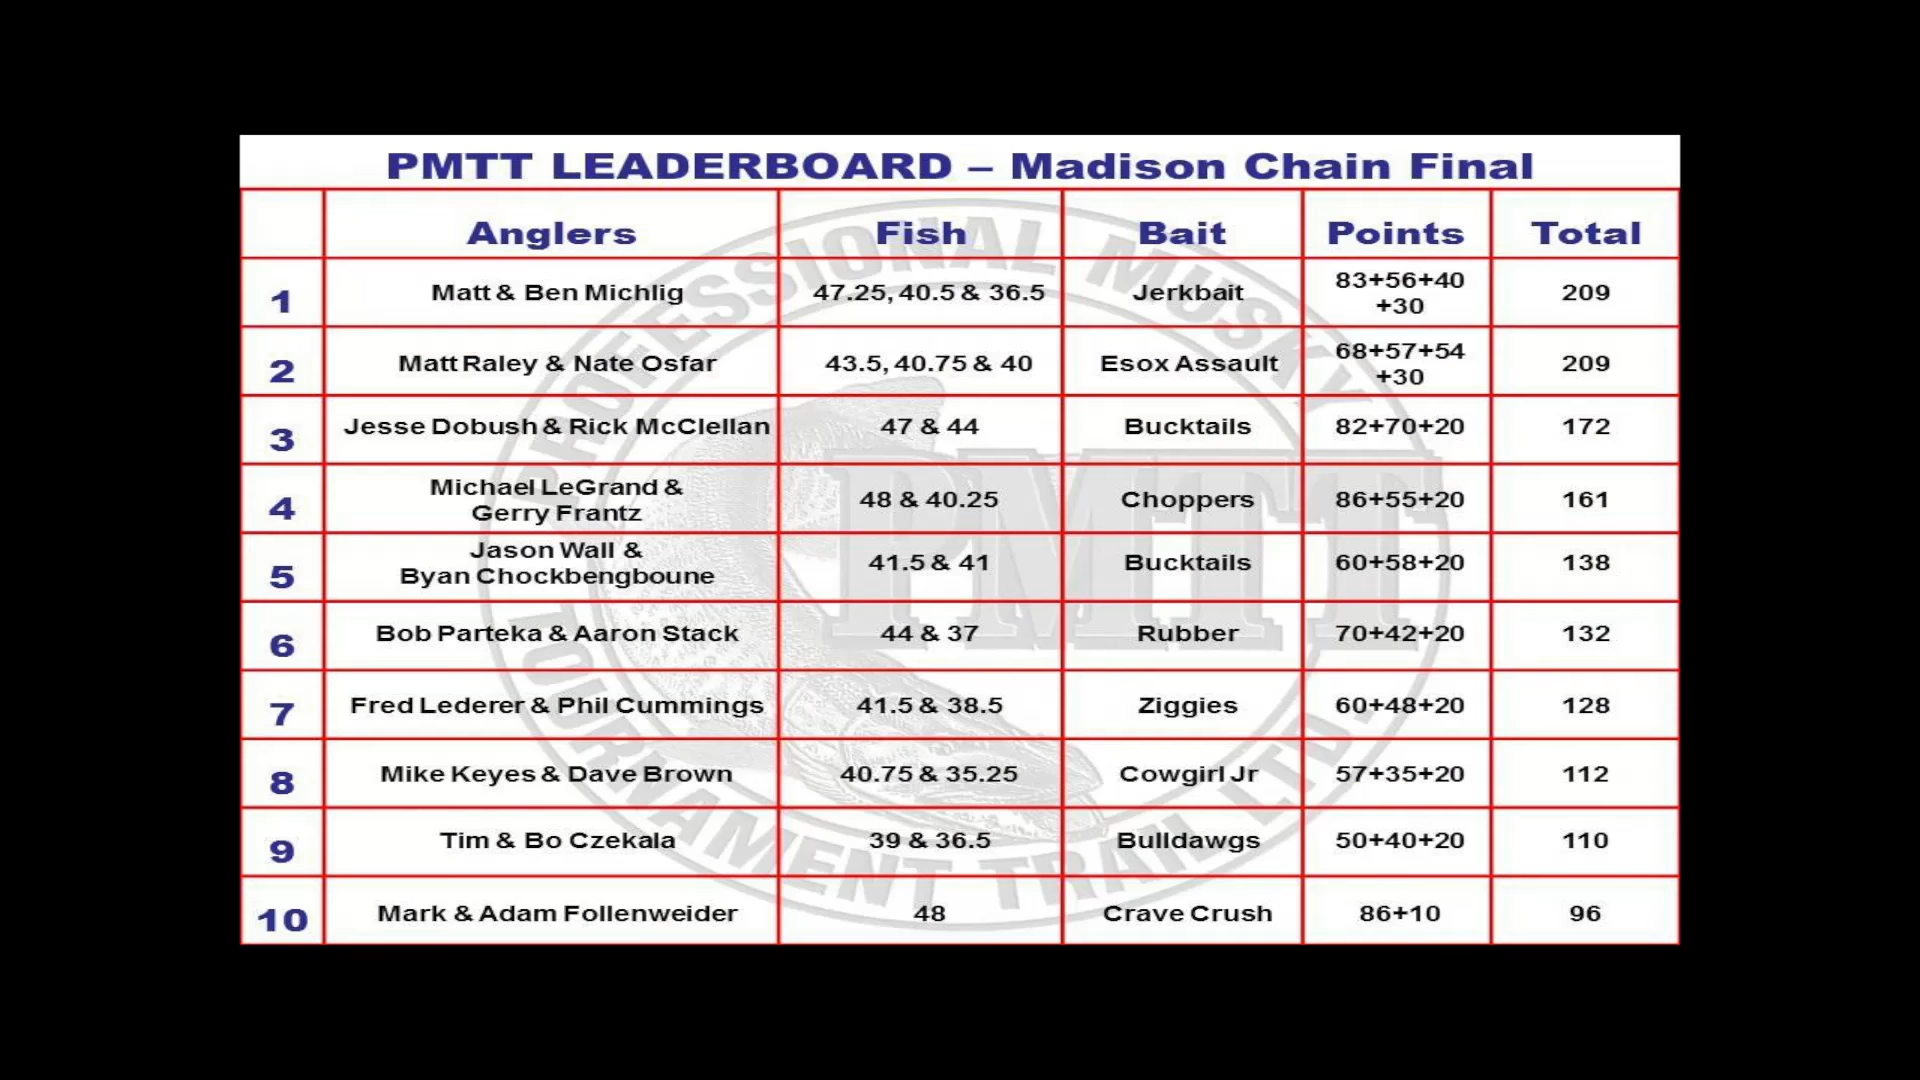 PMTT LEADERBOARD – Madison Chain Final
Anglers Fish Bait Points Total
1 Matt & Ben Michlig 47.25, 40.5 & 36.5 Jerkbait 83+56+40 +30 209
2 Matt Raley & Nate Osfar 43.5, 40.75 & 40 Esox Assault 68+57+54 +30 209
3 Jesse Dobush & Rick McClellan 47 & 44 Bucktails 82+70+20 172
4 Michael LeGrand & Gerry Frantz 48 & 40.25 Choppers 86+55+20 161
5 Jason Wall & Byan Chockbengboune 41.5 & 41 Bucktails 60+58+20 138
6 Bob Parteka & Aaron Stack 44 & 37 Rubber 70+42+20 132
7 Fred Lederer & Phil Cummings 41.5 & 38.5 Ziggies 60+48+20 128
8 Mike Keyes & Dave Brown 40.75 & 35.25 Cowgirl Jr 57+35+20 112
9 Tim & Bo Czekala 39 & 36.5 Bulldawgs 50+40+20 110
10 Mark & Adam Follenweider 48 Crave Crush 86+10 96
PROFESSIONAL MUSKY
PMTT
TOURNAMENT TRAIL LTD.